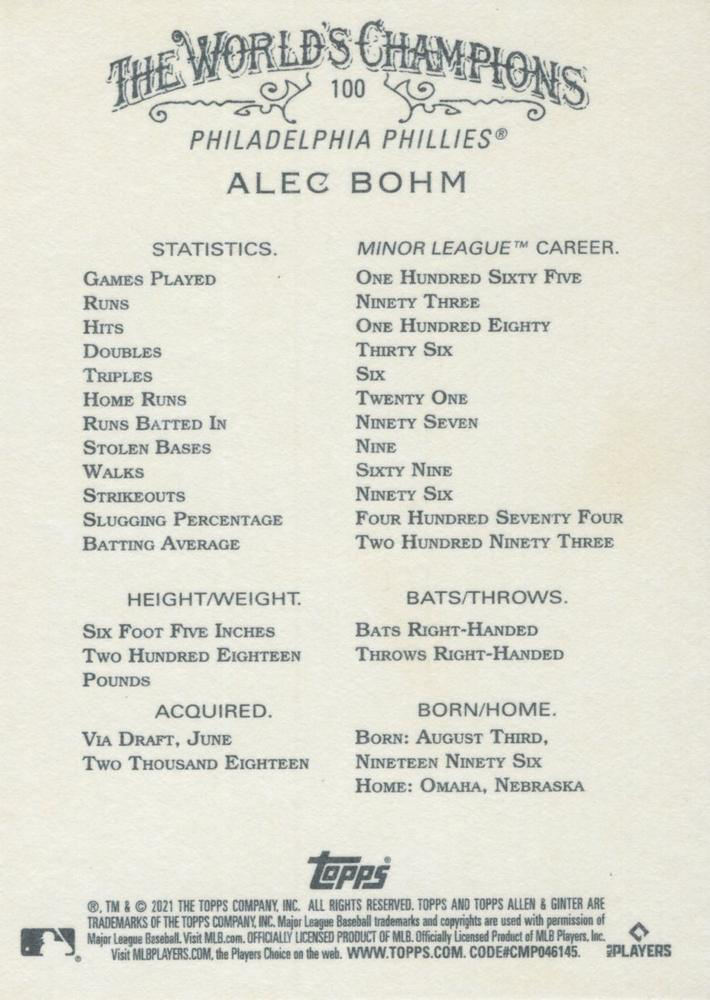 THE WORLD'S CHAMPIONS
100
PHILADELPHIA PHILLIES®
ALEC BOHM
STATISTICS. MINOR LEAGUE™ CAREER.
GAMES PLAYED ONE HUNDRED SIXTY FIVE
RUNS NINETY THREE
HITS ONE HUNDRED EIGHTY
DOUBLES THIRTY SIX
TRIPLES SIX
HOME RUNS TWENTY ONE
RUNS BATTED IN NINETY SEVEN
STOLEN BASES NINE
WALKS SIXTY NINE
STRIKEOUTS NINETY SIX
SLUGGING PERCENTAGE FOUR HUNDRED SEVENTY FOUR
BATTING AVERAGE TWO HUNDRED NINETY THREE
HEIGHT/WEIGHT.
SIX FOOT FIVE INCHES
TWO HUNDRED EIGHTEEN
POUNDS
BATS/THROWS.
BATS RIGHT-HANDED
THROWS RIGHT-HANDED
ACQUIRED.
VIA DRAFT, JUNE
TWO THOUSAND EIGHTEEN
BORN/HOME.
BORN: AUGUST THIRD,
NINETEEN NINETY SIX
HOME: OMAHA, NEBRASKA
topps®
®, TM & © 2021 THE TOPPS COMPANY, INC. ALL RIGHTS RESERVED. TOPPS AND TOPPS ALLEN & GINTER ARE
TRADEMARKS OF THE TOPPS COMPANY, INC. Major League Baseball trademarks and copyrights are used with permission of
Major League Baseball. Visit MLB.com. OFFICIALLY LICENSED PRODUCT OF MLB. Officially Licensed Product of MLB Players, Inc.
Visit MLBPLAYERS.COM, the Players Choice on the web. WWW.TOPPS.COM. CODE#CMP046145.
®
MLB PLAYERS